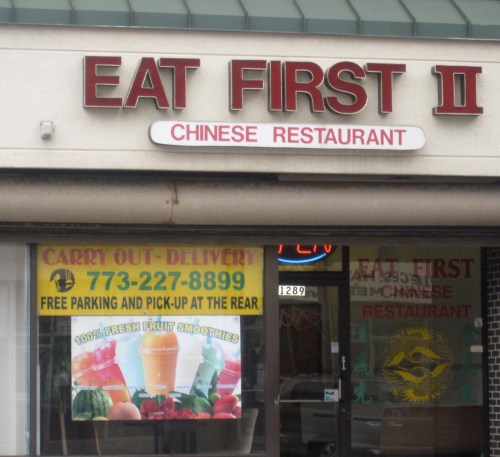 EAT FIRST II
CHINESE RESTAURANT
CARRY OUT - DELIVERY
773-227-8899
FREE PARKING AND PICK-UP AT THE REAR
100% FRESH FRUIT SMOOTHIES
OPEN
1289
EAT FIRST
CHINESE
RESTAURANT